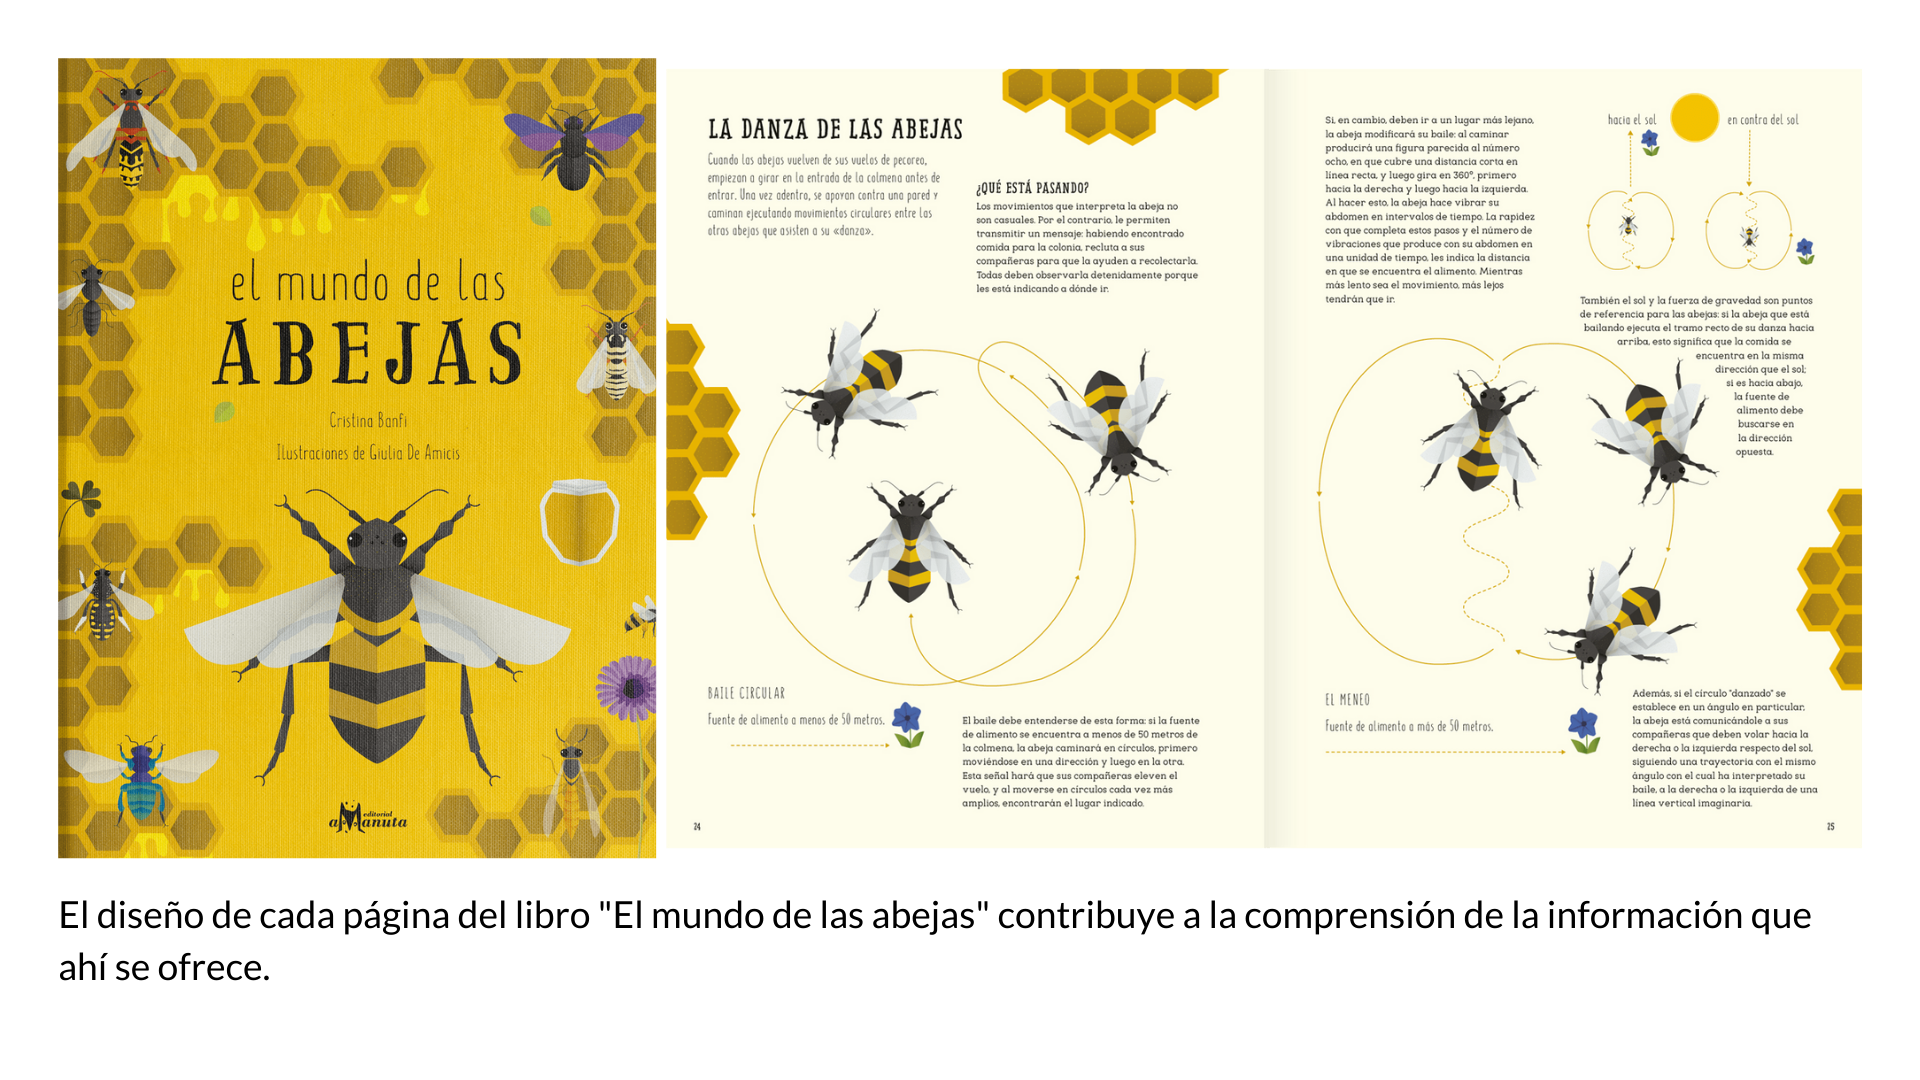 el mundo de las
ABEJAS
Cristina Banfi
Ilustraciones de Giulia De Amicis
editorial
aManuta
LA DANZA DE LAS ABEJAS
Cuando las abejas vuelven de sus vuelos de pecoreo,
empiezan a girar en la entrada de la colmena antes de
entrar. Una vez adentro, se apoyan contra una pared y
caminan ejecutando movimientos circulares entre las
otras abejas que asisten a su «danza».
¿QUÉ ESTÁ PASANDO?
Los movimientos que interpreta la abeja no
son casuales. Por el contrario, le permiten
transmitir un mensaje: habiendo encontrado
comida para la colonia, recluta a sus
compañeras para que la ayuden a recolectarla.
Todas deben observarla detenidamente porque
les está indicando a dónde ir.
BAILE CIRCULAR
Fuente de alimento a menos de 50 metros.
El baile debe entenderse de esta forma: si la fuente
de alimento se encuentra a menos de 50 metros de
la colmena, la abeja caminará en círculos, primero
moviéndose en una dirección y luego en la otra.
Esta señal hará que sus compañeras eleven el
vuelo, y al moverse en círculos cada vez más
amplios, encontrarán el lugar indicado.
24
Si, en cambio, deben ir a un lugar más lejano,
la abeja modificará su baile: al caminar
producirá una figura parecida al número
ocho, en que cubre una distancia corta en
línea recta, y luego gira en 360°, primero
hacia la derecha y luego hacia la izquierda.
Al hacer esto, la abeja hace vibrar su
abdomen en intervalos de tiempo. La rapidez
con que completa estos pasos y el número de
vibraciones que produce con su abdomen en
una unidad de tiempo, les indica la distancia
en que se encuentra el alimento. Mientras
más lento sea el movimiento, más lejos
tendrán que ir.
hacia el sol
en contra del sol
También el sol y la fuerza de gravedad son puntos
de referencia para las abejas: si la abeja que está
bailando ejecuta el tramo recto de su danza hacia
arriba, esto significa que la comida se
encuentra en la misma
dirección que el sol;
si es hacia abajo,
la fuente de
alimento debe
buscarse en
la dirección
opuesta.
EL MENEO
Fuente de alimento a más de 50 metros.
Además, si el círculo "danzado" se
establece en un ángulo en particular,
la abeja está comunicándole a sus
compañeras que deben volar hacia la
derecha o la izquierda respecto del sol,
siguiendo una trayectoria con el mismo
ángulo con el cual ha interpretado su
baile, a la derecha o la izquierda de una
línea vertical imaginaria.
25
El diseño de cada página del libro "El mundo de las abejas" contribuye a la comprensión de la información que
ahí se ofrece.